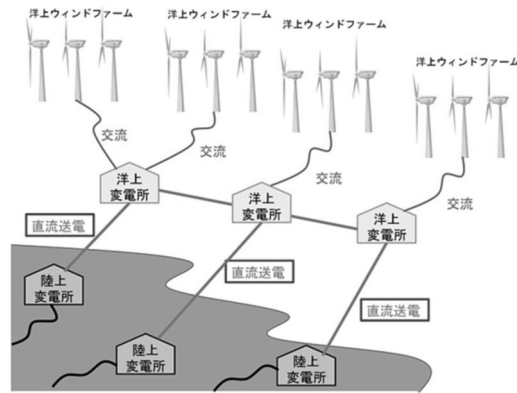 洋上ウィンドファーム
洋上ウィンドファーム
洋上ウィンドファーム
洋上ウィンドファーム
交流
交流
交流
交流
洋上
変電所
洋上
変電所
洋上
変電所
直流送電
直流送電
直流送電
陸上
変電所
陸上
変電所
陸上
変電所